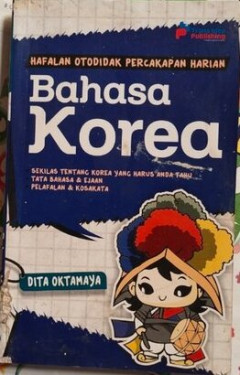 HAFALAN OTODIDAK PERCAKAPAN HARIAN
Bahasa
Korea
SEKILAS TENTANG KOREA YANG HARUS ANDA TAHU
TATA BAHASA & EJAAN
PELAFALAN & KOSAKATA
DITA OKTAMAYA